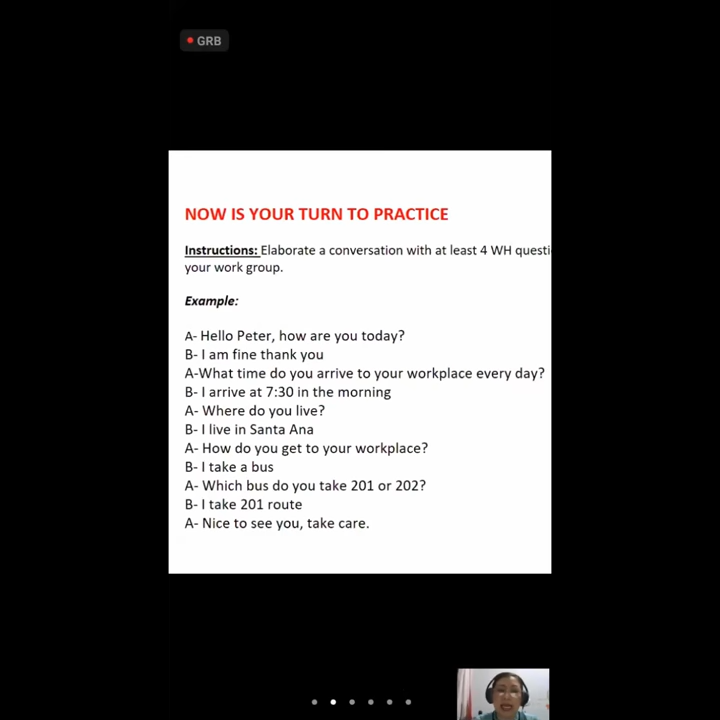 GRB
NOW IS YOUR TURN TO PRACTICE
Instructions: Elaborate a conversation with at least 4 WH questi
your work group.
Example:
A- Hello Peter, how are you today?
B- I am fine thank you
A-What time do you arrive to your workplace every day?
B- I arrive at 7:30 in the morning
A- Where do you live?
B- I live in Santa Ana
A- How do you get to your workplace?
B- I take a bus
A- Which bus do you take 201 or 202?
B- I take 201 route
A- Nice to see you, take care.